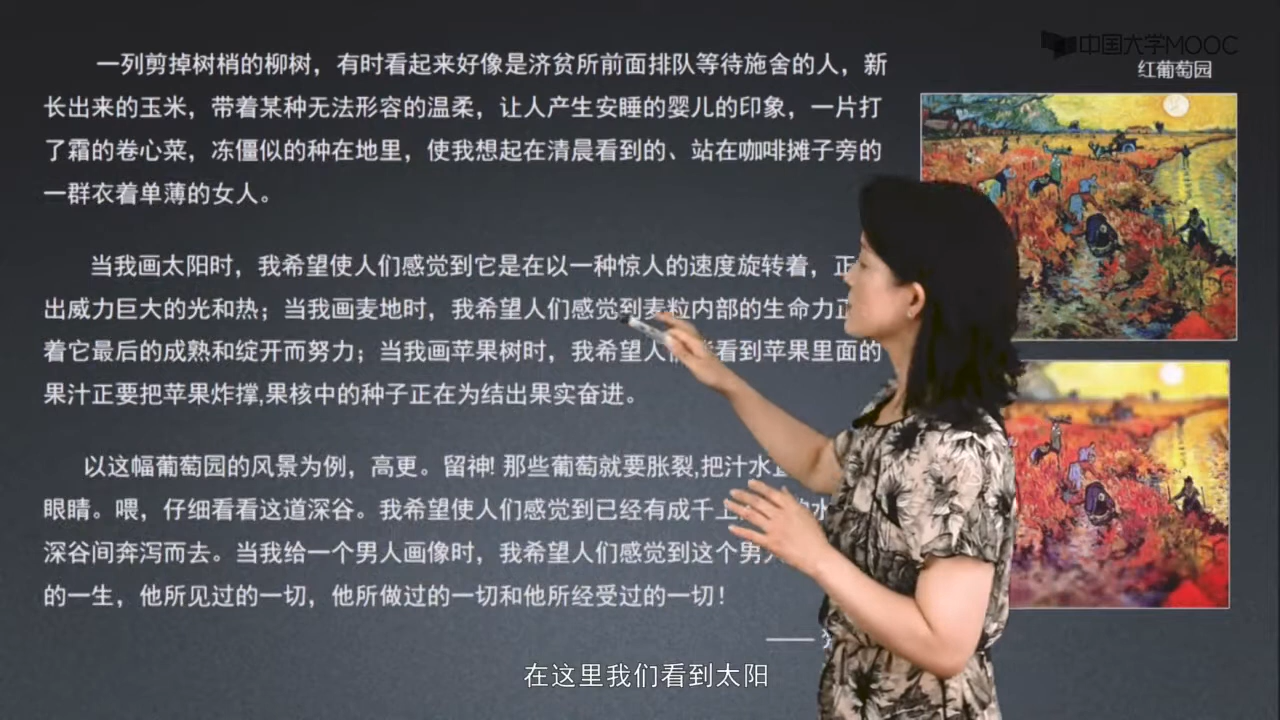 中国大学MOOC
红葡萄园
一列剪掉树梢的柳树，有时看起来好像是济贫所前面排队等待施舍的人，新
长出来的玉米，带着某种无法形容的温柔，让人产生安睡的婴儿的印象，一片打
了霜的卷心菜，冻僵似的种在地里，使我想起在清晨看到的、站在咖啡摊子旁的
一群衣着单薄的女人。
当我画太阳时，我希望使人们感觉到它是在以一种惊人的速度旋转着，正
出威力巨大的光和热；当我画麦地时，我希望人们感觉到麦粒内部的生命力正
着它最后的成熟和绽开而努力；当我画苹果树时，我希望人们 看到苹果里面的
果汁正要把苹果炸撑,果核中的种子正在为结出果实奋进。
以这幅葡萄园的风景为例，高更。留神! 那些葡萄就要胀裂,把汁水
眼睛。喂，仔细看看这道深谷。我希望使人们感觉到已经有成千上 水
深谷间奔泻而去。当我给一个男人画像时，我希望人们感觉到这个男
的一生，他所见过的一切，他所做过的一切和他所经受过的一切！
——
在这里我们看到太阳